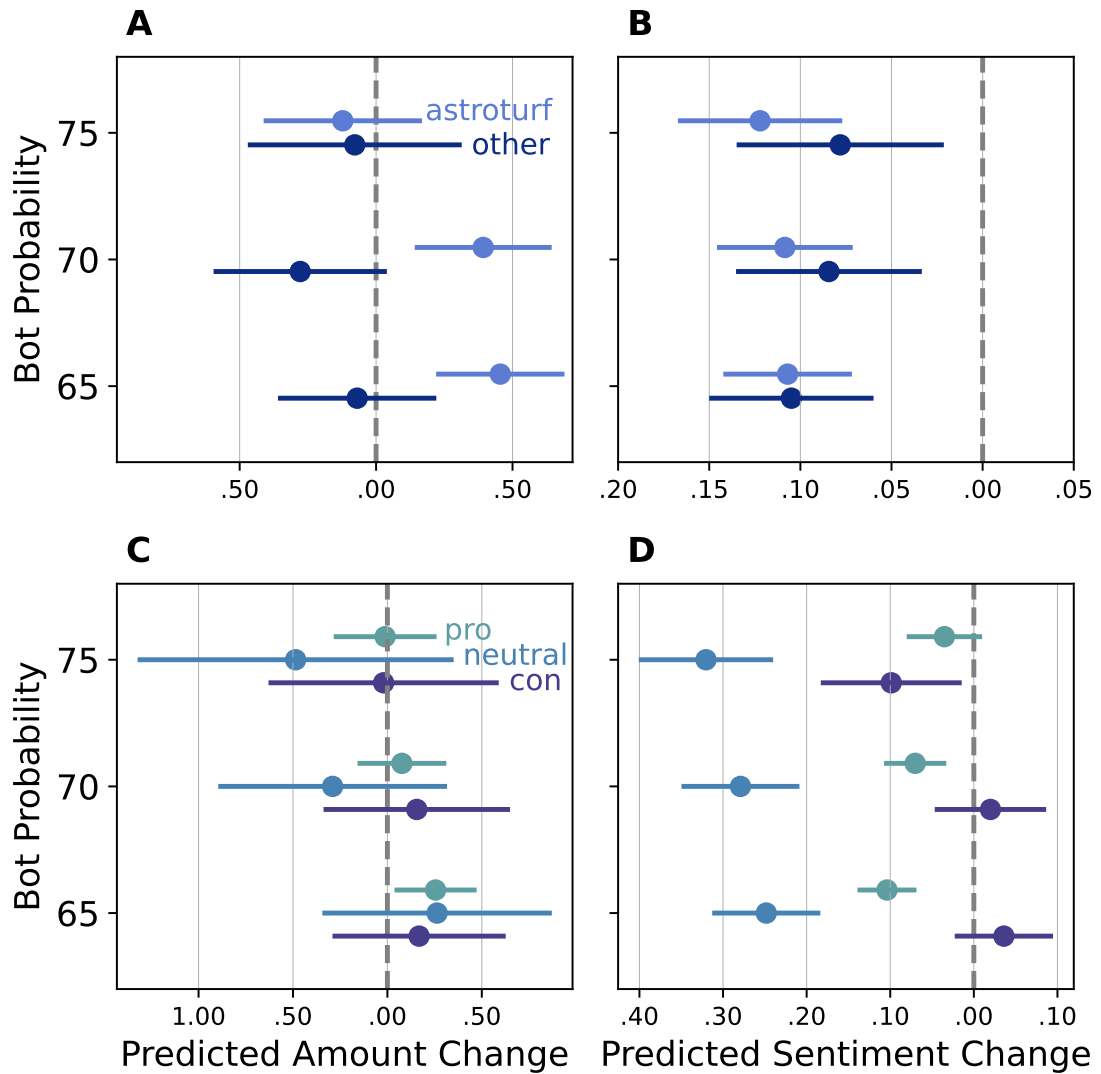 A
B
astroturf
other
Bot Probability
75
70
65
.50
.00
.50
.20
.15
.10
.05
.00
.05
C
D
pro
neutral
con
Bot Probability
75
70
65
1.00
.50
.00
.50
.40
.30
.20
.10
.00
.10
Predicted Amount Change
Predicted Sentiment Change